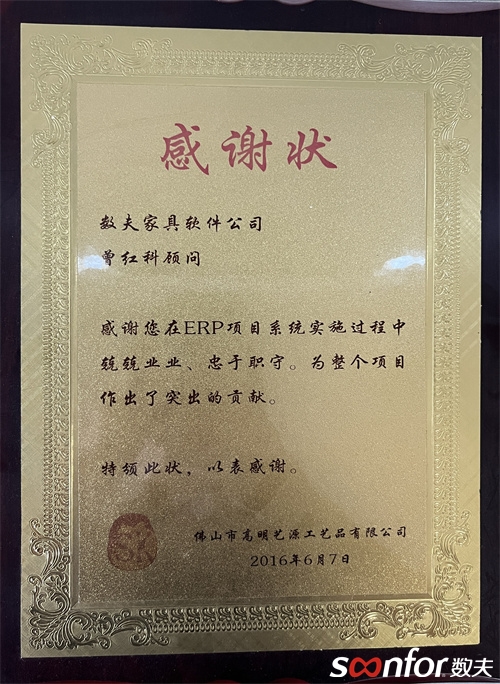 感谢状
数夫家具软件公司
曾红科顾问
感谢您在ERP项目系统实施过程中
兢兢业业、忠于职守。为整个项目
作出了突出的贡献。
特颁此状，以表感谢。
佛山市高明艺源工艺品有限公司
2016年6月7日
soonfor数夫